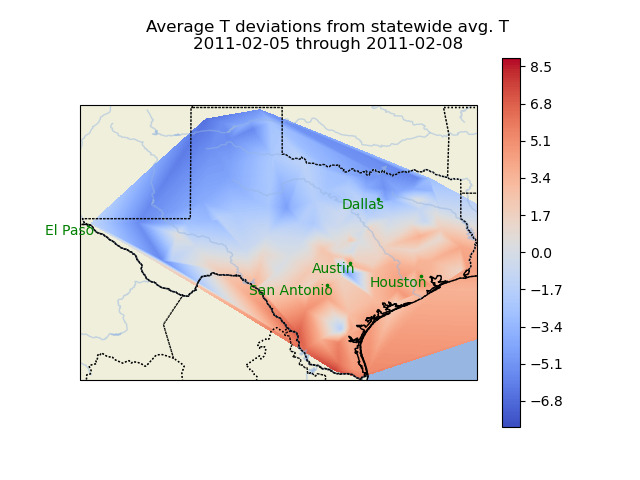 Average T deviations from statewide avg. T
2011-02-05 through 2011-02-08
8.5
6.8
5.1
3.4
1.7
0.0
−1.7
−3.4
−5.1
−6.8
Dallas
El Paso
Austin
Houston
San Antonio